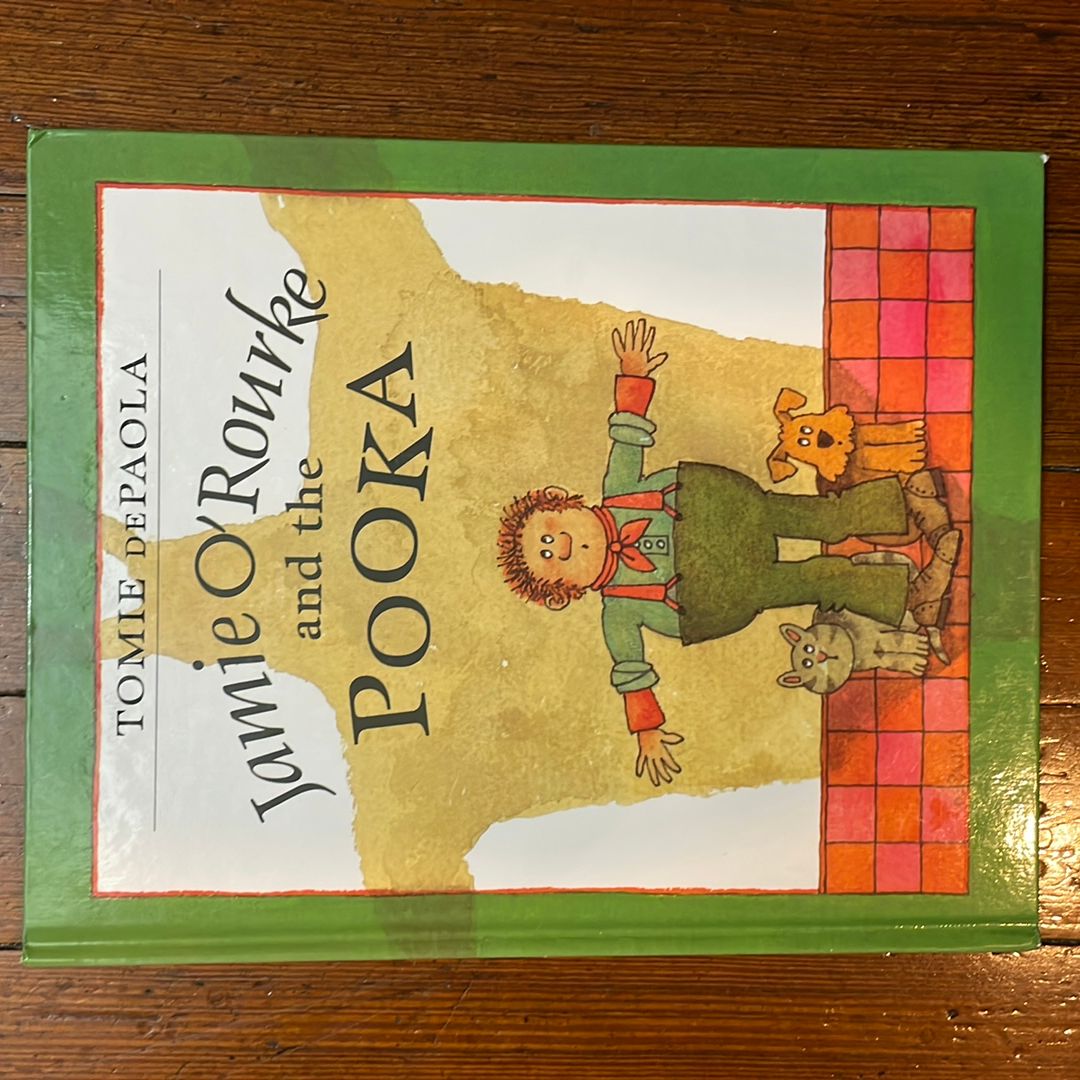 TOMIE DEPAOLA
Jamie O'Rourke
and the
POOKA